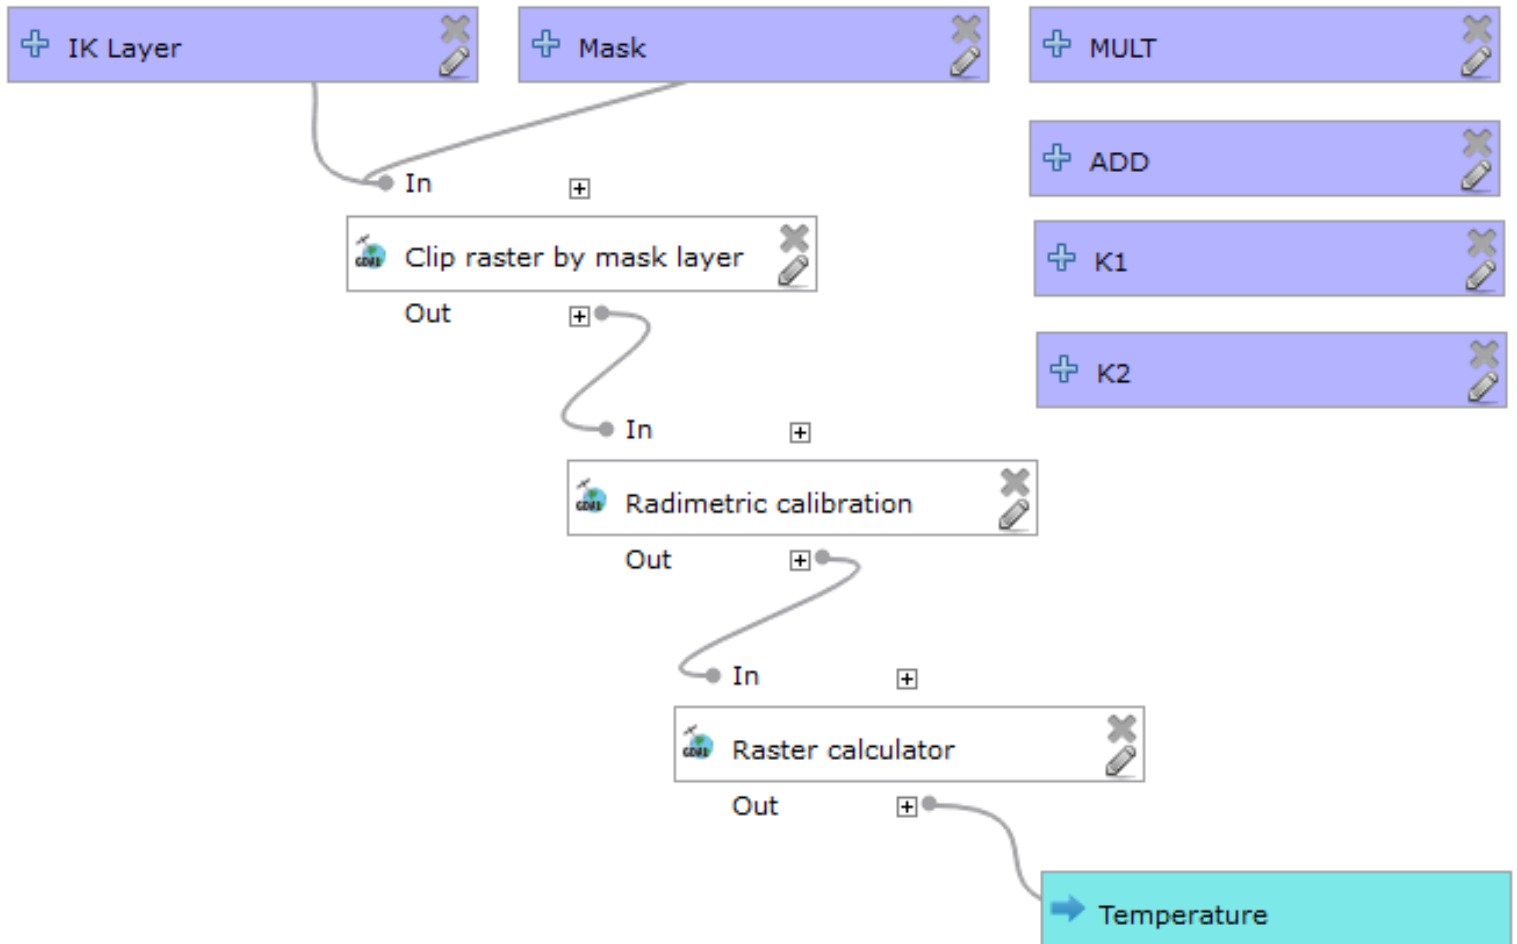 IK Layer
Mask
MULT
ADD
In
Clip raster by mask layer
K1
Out
K2
In
Radimetric calibration
Out
In
Raster calculator
Out
Temperature